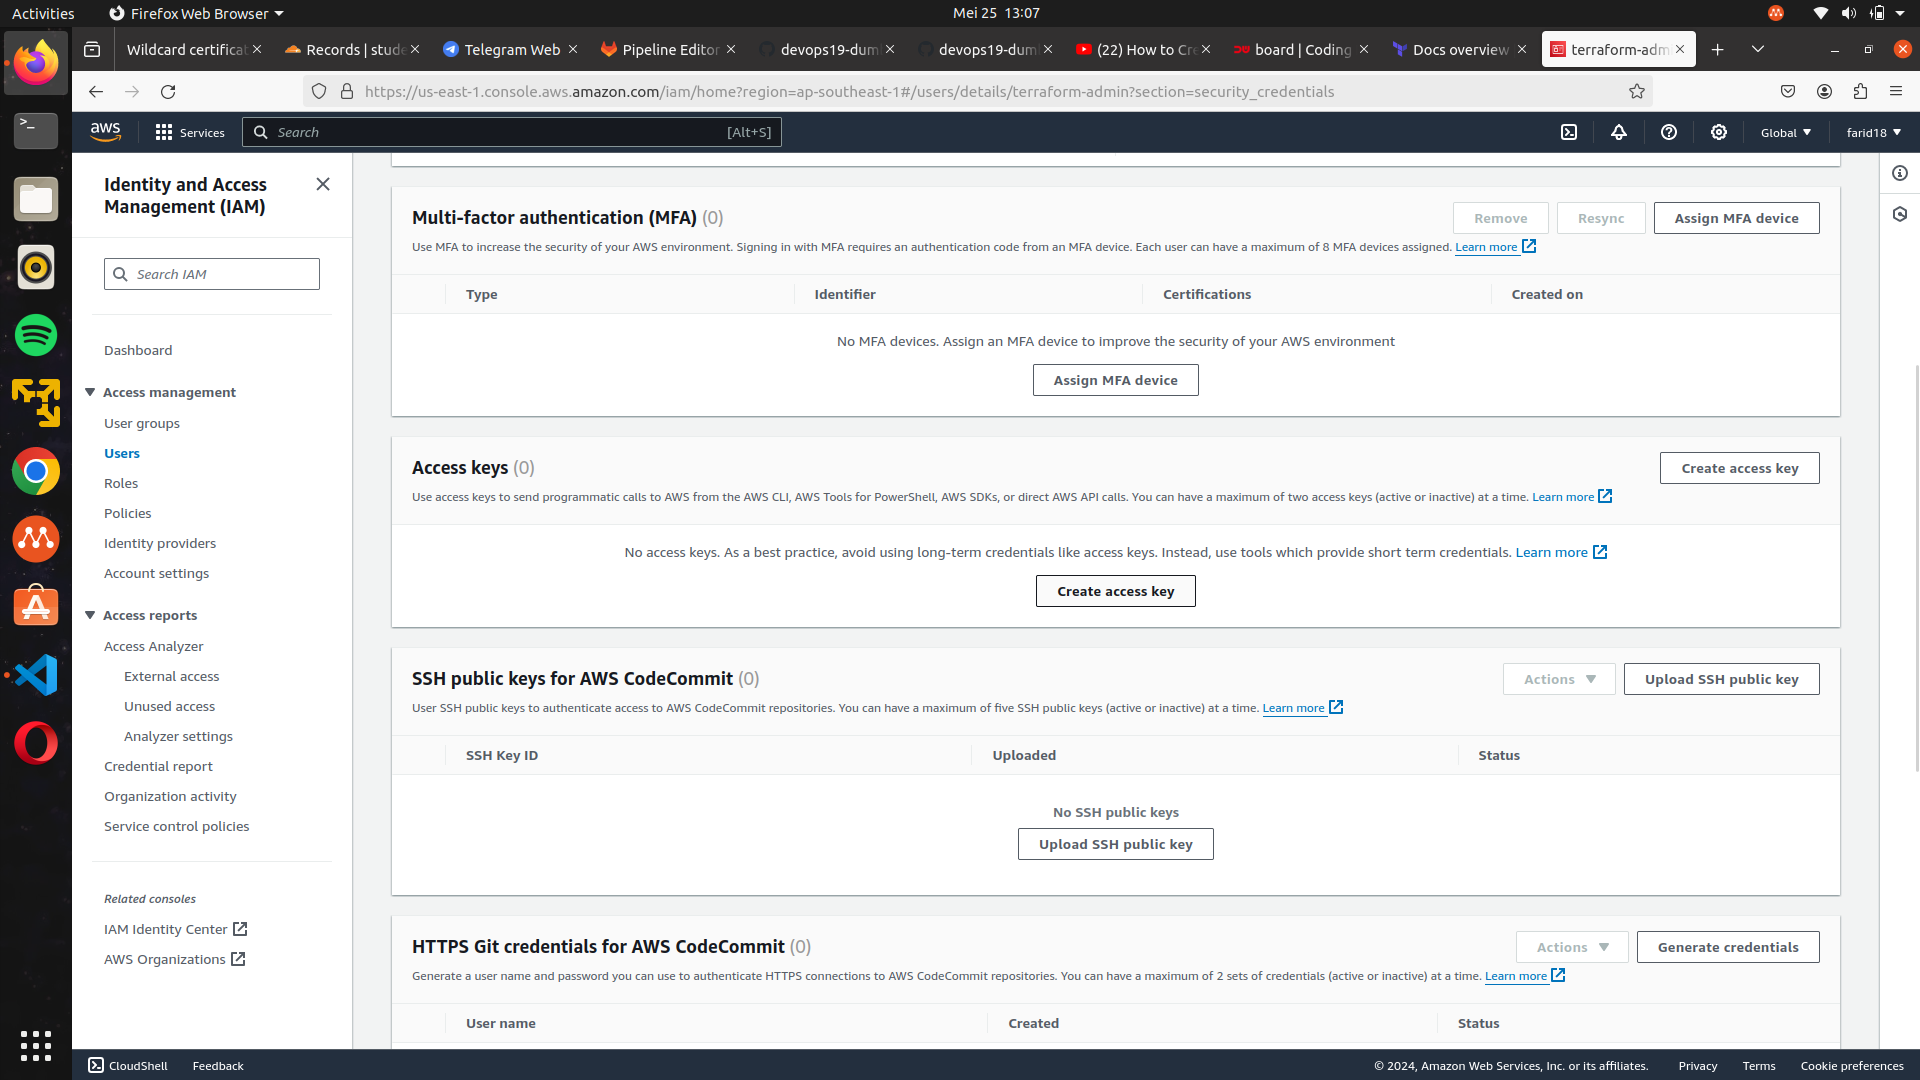 Activities
Firefox Web Browser
Mei 25 13:07
Wildcard certificat
Records | stude
Telegram Web
Pipeline Editor
devops19-dum
devops19-dum
(22) How to Cre
board | Coding
Docs overview
terraform-adm
https://us-east-1.console.aws.amazon.com/iam/home?region=ap-southeast-1#/users/details/terraform-admin?section=security_credentials
aws
Services
Search
[Alt+S]
Global
farid18
Identity and Access
Management (IAM)
Search IAM
Dashboard
Access management
User groups
Users
Roles
Policies
Identity providers
Account settings
Access reports
Access Analyzer
External access
Unused access
Analyzer settings
Credential report
Organization activity
Service control policies
Related consoles
IAM Identity Center
AWS Organizations
Multi-factor authentication (MFA) (0)
Remove
Resync
Assign MFA device
Use MFA to increase the security of your AWS environment. Signing in with MFA requires an authentication code from an MFA device. Each user can have a maximum of 8 MFA devices assigned. Learn more
Type
Identifier
Certifications
Created on
No MFA devices. Assign an MFA device to improve the security of your AWS environment
Assign MFA device
Access keys (0)
Create access key
Use access keys to send programmatic calls to AWS from the AWS CLI, AWS Tools for PowerShell, AWS SDKs, or direct AWS API calls. You can have a maximum of two access keys (active or inactive) at a time. Learn more
No access keys. As a best practice, avoid using long-term credentials like access keys. Instead, use tools which provide short term credentials. Learn more
Create access key
SSH public keys for AWS CodeCommit (0)
Actions
Upload SSH public key
User SSH public keys to authenticate access to AWS CodeCommit repositories. You can have a maximum of five SSH public keys (active or inactive) at a time. Learn more
SSH Key ID
Uploaded
Status
No SSH public keys
Upload SSH public key
HTTPS Git credentials for AWS CodeCommit (0)
Actions
Generate credentials
Generate a user name and password you can use to authenticate HTTPS connections to AWS CodeCommit repositories. You can have a maximum of 2 sets of credentials (active or inactive) at a time. Learn more
User name
Created
Status
CloudShell
Feedback
© 2024, Amazon Web Services, Inc. or its affiliates.
Privacy
Terms
Cookie preferences